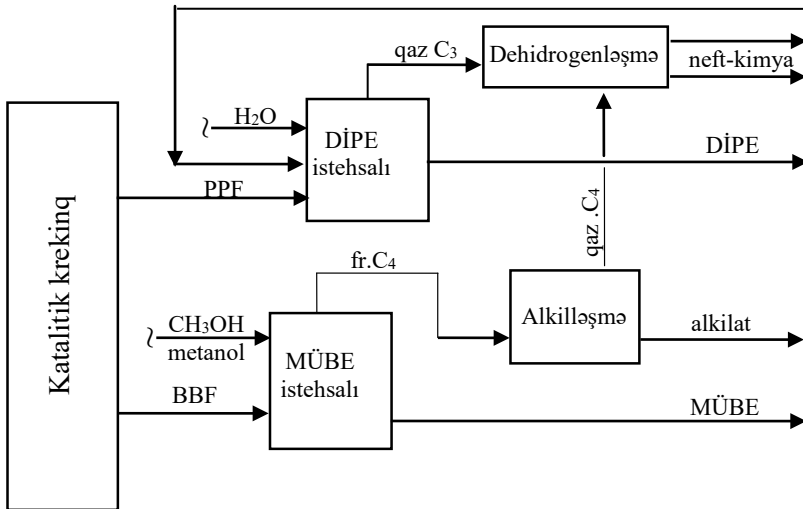 qaz C₃
Dehidrogenləşmə
neft-kimya
H₂O
DİPE
istehsalı
DİPE
PPF
qaz .C₄
fr.C₄
CH₃OH
metanol
MÜBE
istehsalı
Alkilləşmə
alkilat
BBF
MÜBE
Katalitik krekinq